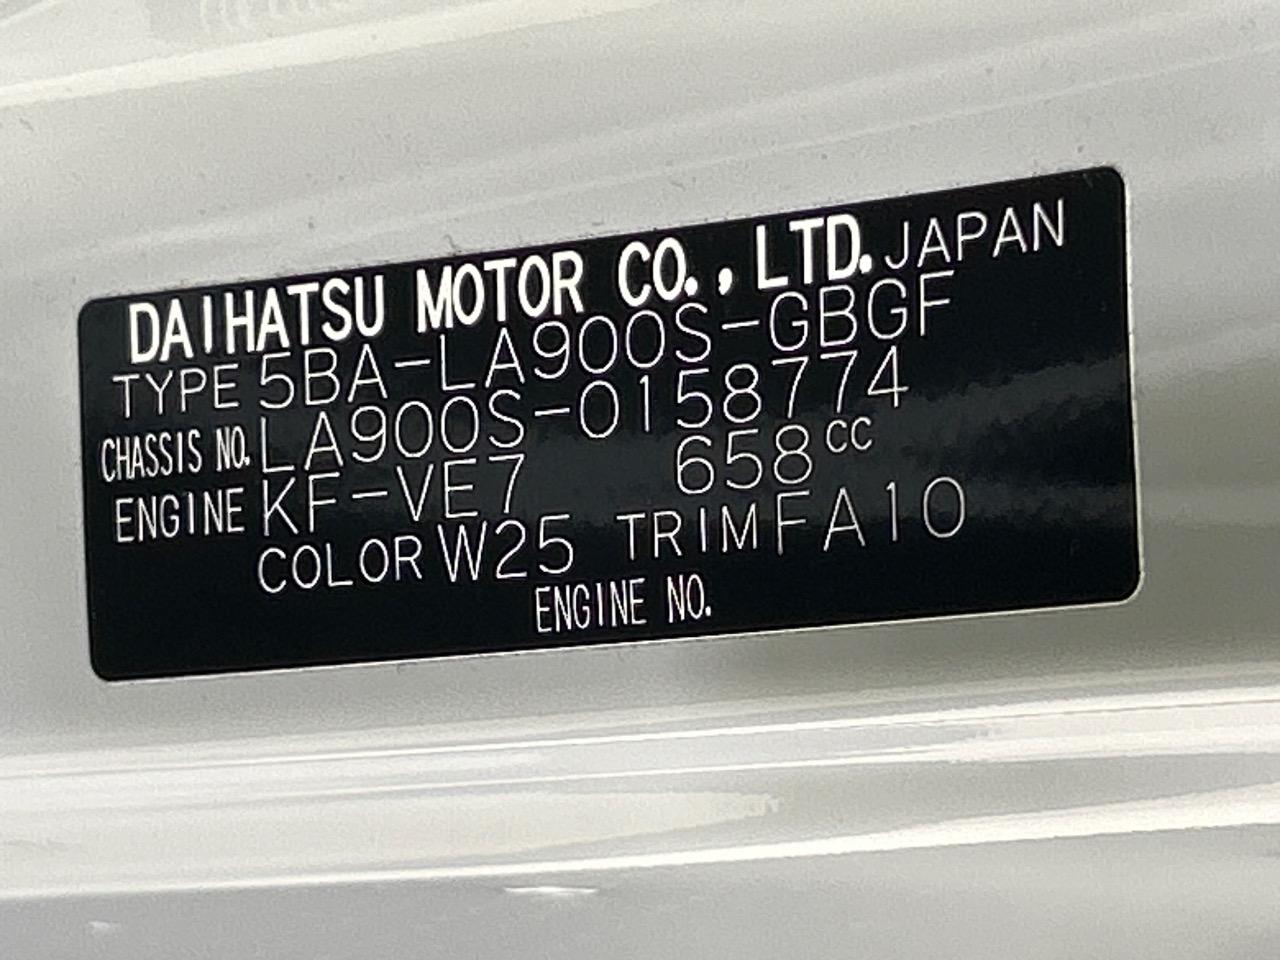 DAIHATSU MOTOR CO., LTD. JAPAN
TYPE 5BA-LA900S-GBGF
CHASSIS NO. LA900S-0158774
ENGINE KF-VE7 658cc
COLOR W25 TRIM FA10
ENGINE NO.